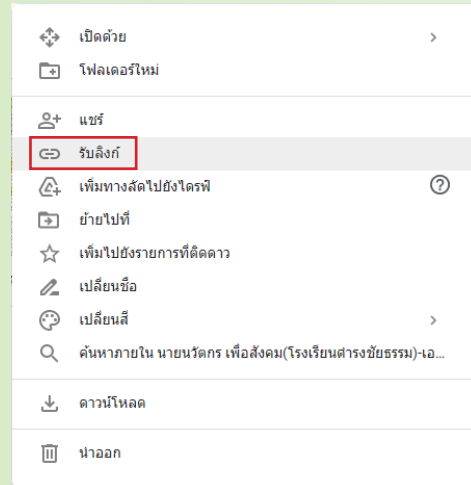 เปิดด้วย
โฟลเดอร์ใหม่
แชร์
รับลิงก์
เพิ่มทางลัดไปยังไดรฟ์
ย้ายไปที่
เพิ่มไปยังรายการที่ติดดาว
เปลี่ยนชื่อ
เปลี่ยนสี
ค้นหาภายใน นายนวัตกร เพื่อสังคม(โรงเรียนดำรงชัยธรรม)-เอ...
ดาวน์โหลด
นำออก